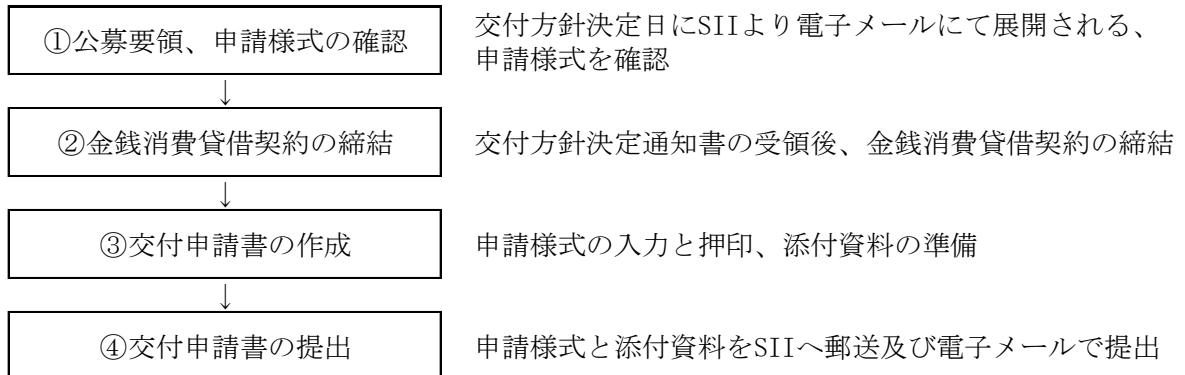 ①公募要領、申請様式の確認
交付方針決定日にSIIより電子メールにて展開される、
申請様式を確認
↓
②金銭消費貸借契約の締結
交付方針決定通知書の受領後、金銭消費貸借契約の締結
↓
③交付申請書の作成
申請様式の入力と押印、添付資料の準備
↓
④交付申請書の提出
申請様式と添付資料をSIIへ郵送及び電子メールで提出